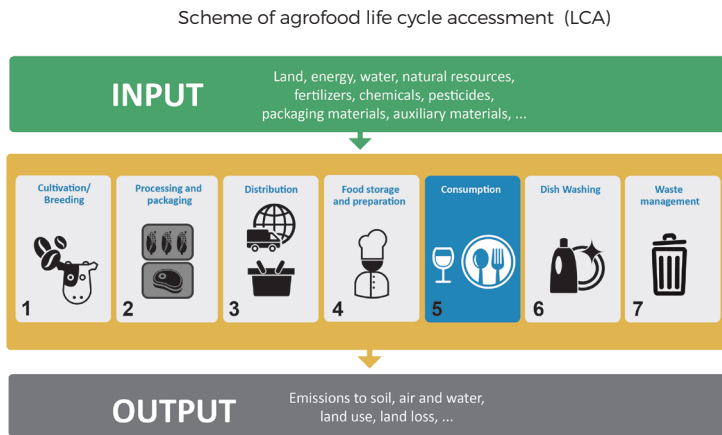 Scheme of agrofood life cycle accessment (LCA)
INPUT
Land, energy, water, natural resources,
fertilizers, chemicals, pesticides,
packaging materials, auxiliary materials, ...
Cultivation/
Breeding
1
Processing and
packaging
2
Distribution
3
Food storage
and preparation
4
Consumption
5
Dish Washing
6
Waste
management
7
OUTPUT
Emissions to soil, air and water,
land use, land loss, ...